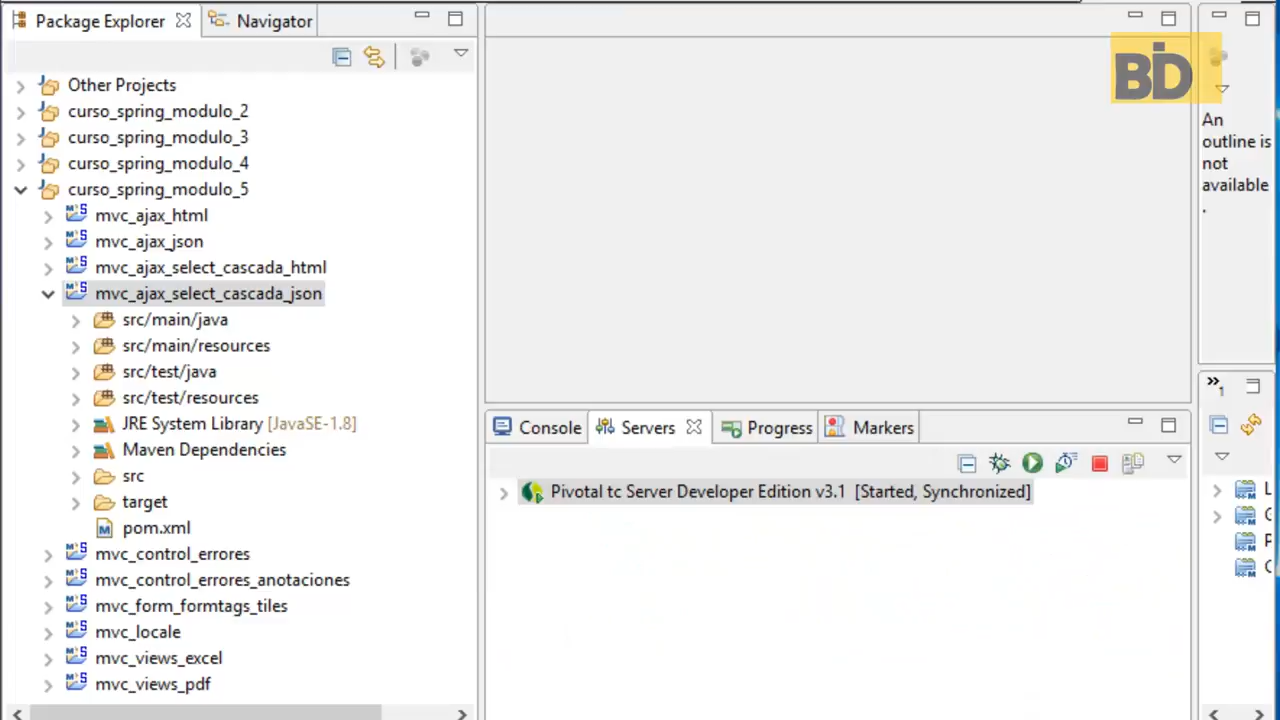 Package Explorer
Navigator
BD
An
outline is
not
available
.
Other Projects
curso_spring_modulo_2
curso_spring_modulo_3
curso_spring_modulo_4
curso_spring_modulo_5
mvc_ajax_html
mvc_ajax_json
mvc_ajax_select_cascada_html
mvc_ajax_select_cascada_json
src/main/java
src/main/resources
src/test/java
src/test/resources
JRE System Library [JavaSE-1.8]
Maven Dependencies
src
target
pom.xml
mvc_control_errores
mvc_control_errores_anotaciones
mvc_form_formtags_tiles
mvc_locale
mvc_views_excel
mvc_views_pdf
Console
Servers
Progress
Markers
Pivotal tc Server Developer Edition v3.1 [Started, Synchronized]
»1